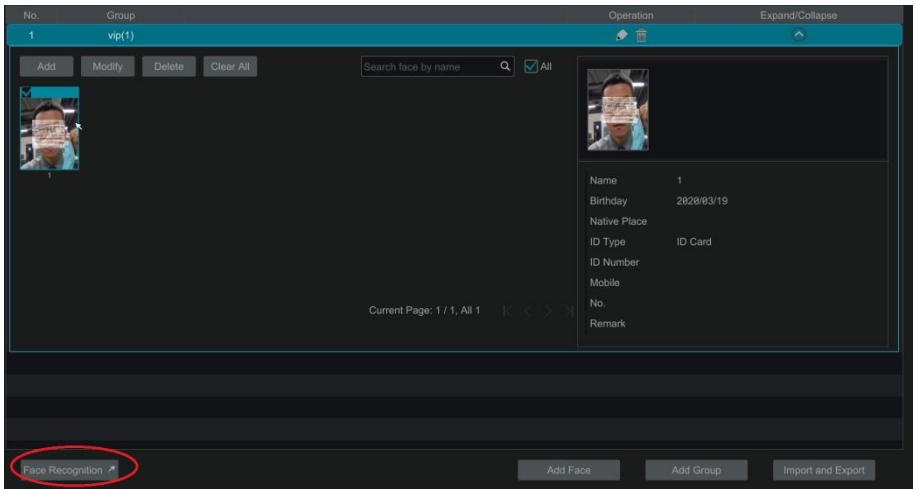 No. Group Operation Expand/Collapse
1 vip(1)
Add Modify Delete Clear All Search face by name All
1
Name 1
Birthday 2020/03/19
Native Place
ID Type ID Card
ID Number
Mobile
Current Page: 1 / 1, All 1
No.
Remark
Face Recognition Add Face Add Group Import and Export